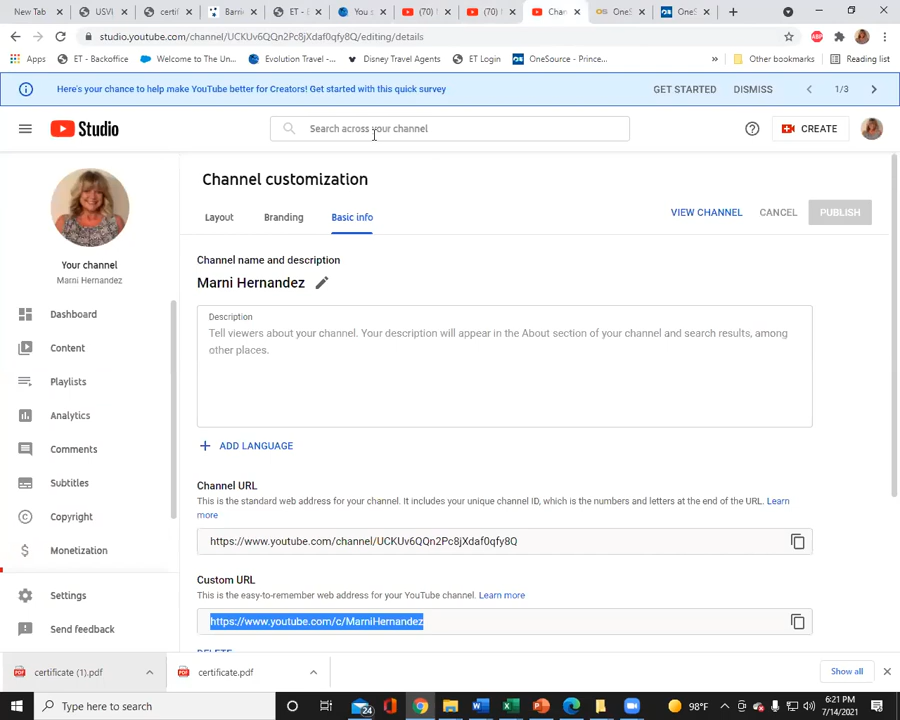 New Tab
USVI
certif
Barrie
ET - E
You s
(70)
(70)
Chan
OneS
OneS
studio.youtube.com/channel/UCKUv6QQn2Pc8jXdaf0qfy8Q/editing/details
ABP
Apps
ET - Backoffice
Welcome to The Un...
Evolution Travel -...
Disney Travel Agents
ET Login
OneSource - Prince...
»
Other bookmarks
Reading list
Here's your chance to help make YouTube better for Creators! Get started with this quick survey
GET STARTED
DISMISS
1/3
Studio
Search across your channel
CREATE
Channel customization
Layout
Branding
Basic info
VIEW CHANNEL
CANCEL
PUBLISH
Your channel
Marni Hernandez
Dashboard
Content
Playlists
Analytics
Comments
Subtitles
Copyright
Monetization
Settings
Send feedback
Channel name and description
Marni Hernandez
Description
Tell viewers about your channel. Your description will appear in the About section of your channel and search results, among
other places.
ADD LANGUAGE
Channel URL
This is the standard web address for your channel. It includes your unique channel ID, which is the numbers and letters at the end of the URL. Learn
more
https://www.youtube.com/channel/UCKUv6QQn2Pc8jXdaf0qfy8Q
Custom URL
This is the easy-to-remember web address for your YouTube channel. Learn more
https://www.youtube.com/c/MarniHernandez
DELETE
certificate (1).pdf
certificate.pdf
Show all
Type here to search
24
98°F
6:21 PM
7/14/2021